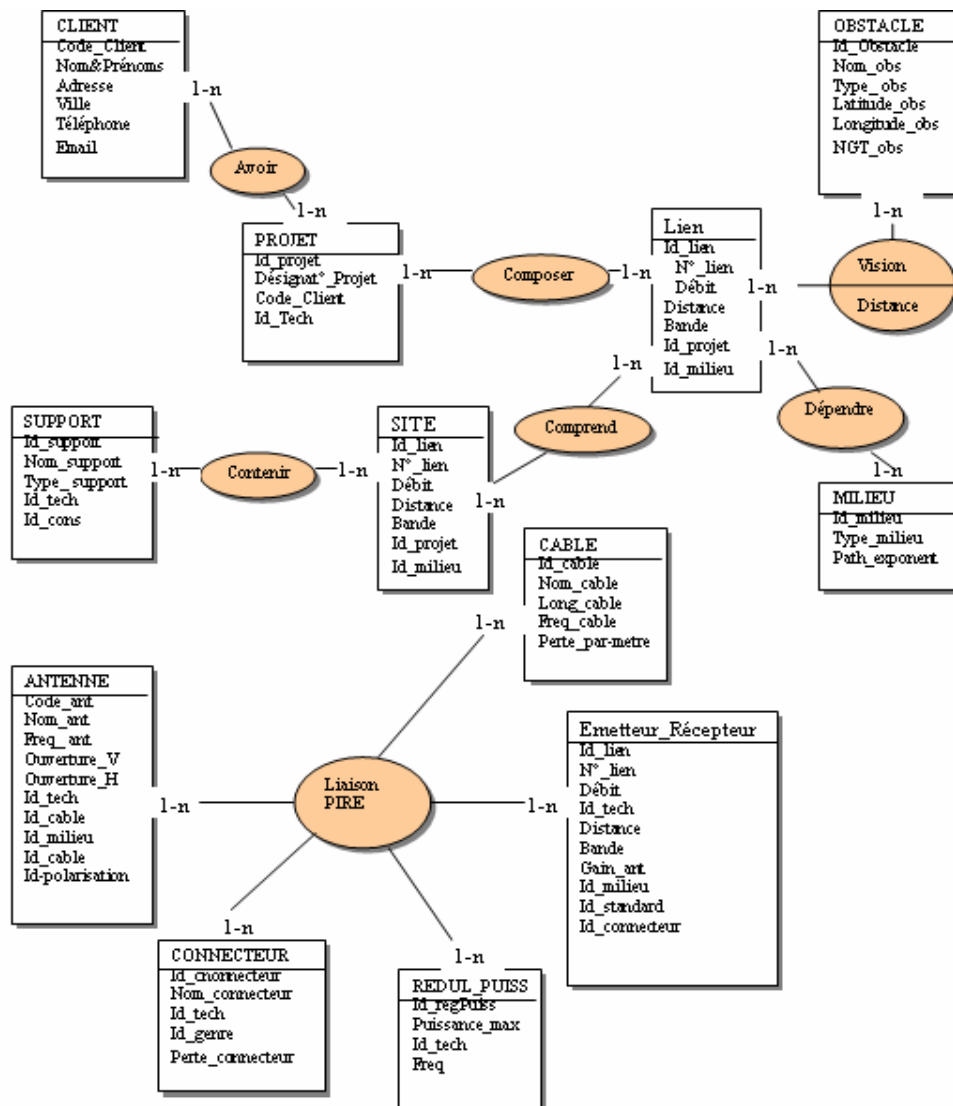 CLIENT
Code_Client
Nom&Prénoms
Adresse
Ville
Téléphone
Email
1-n
Avoir
1-n
PROJET
Id_projet
Désignat°_Projet
Code_Client
Id_Tech
1-n
Composer
1-n
Lien
Id_lien
N°_lien
Débit
Distance
Bande
Id_projet
Id_milieu
OBSTACLE
Id_Obstacle
Nom_obs
Type_obs
Latitude_obs
Longitude_obs
NGT_obs
1-n
Vision
Distance
1-n
1-n
Dépendre
1-n
MILIEU
Id_milieu
Type_milieu
Path_exponent
1-n
Comprend
1-n
SUPPORT
Id_support
Nom_support
Type_support
Id_tech
Id_cons
1-n
Contenir
1-n
SITE
Id_lien
N°_lien
Débit
Distance
Bande
Id_projet
Id_milieu
CABLE
Id_cable
Nom_cable
Long_cable
Freq_cable
Perte_par-metre
1-n
ANTENNE
Code_ant
Nom_ant
Freq_ant
Ouverture_V
Ouverture_H
Id_tech
Id_cable
Id_milieu
Id_cable
Id-polarisation
1-n
Liaison
PIRE
1-n
Emetteur_Récepteur
Id_lien
N°_lien
Débit
Id_tech
Distance
Bande
Gain_ant
Id_milieu
Id_standard
Id_connecteur
1-n
CONNECTEUR
Id_cnonnecteur
Nom_connecteur
Id_tech
Id_genre
Perte_connecteur
1-n
REDUL_PUISS
Id_regPuiss
Puissance_max
Id_tech
Freq